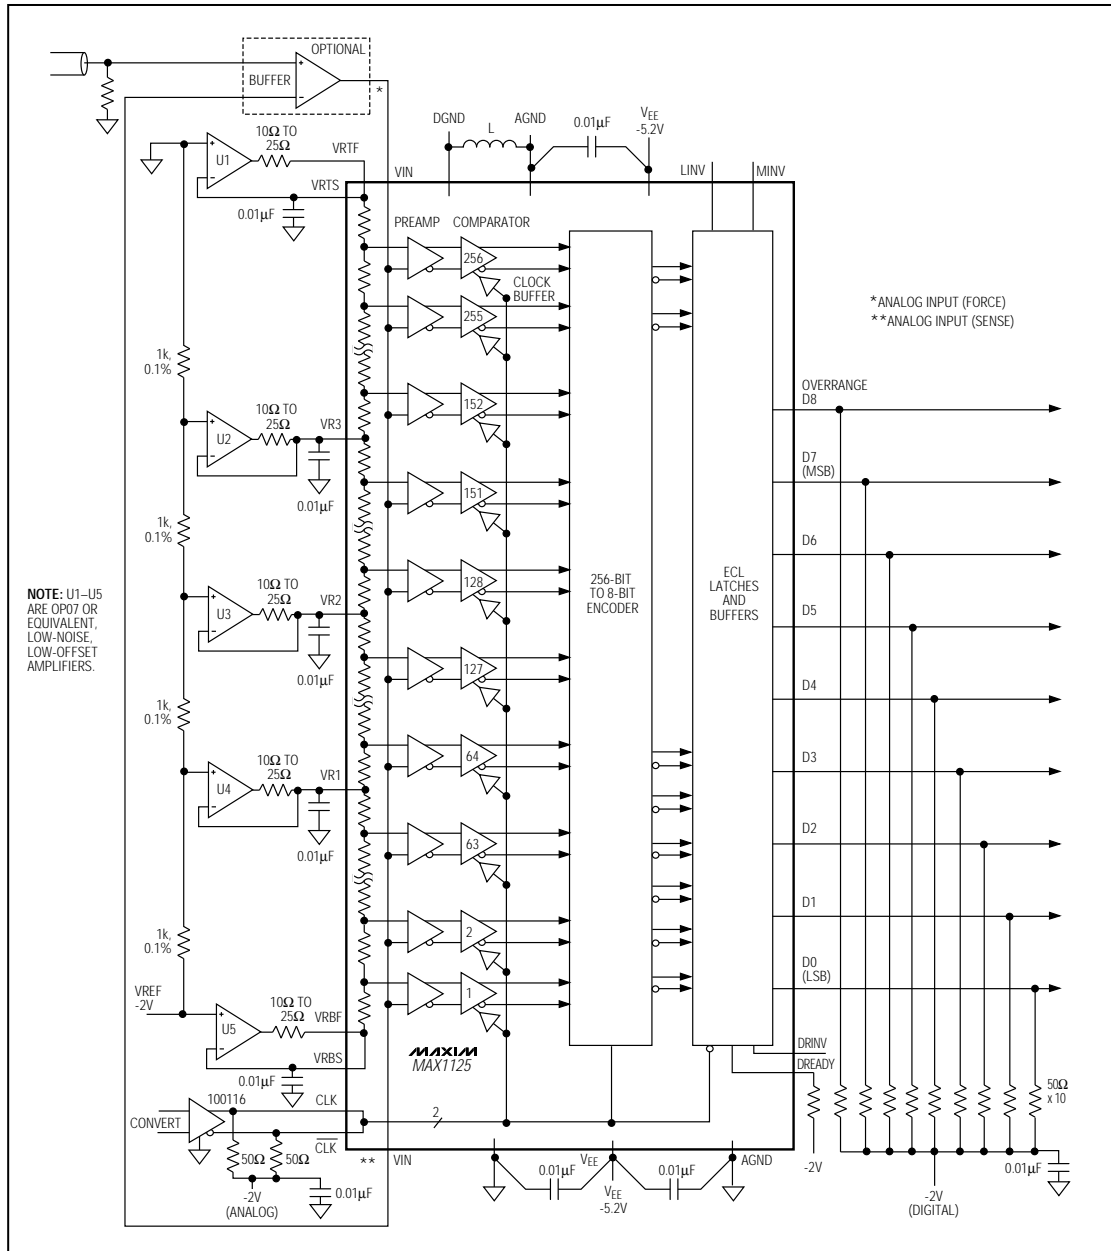 OPTIONAL
BUFFER
+
−
*
DGND
L
AGND
0.01µF
VEE
-5.2V
10Ω TO
25Ω
U1
+
−
VRTF
VRTS
0.01µF
VIN
LINV
MINV
PREAMP
COMPARATOR
256
CLOCK
BUFFER
255
*ANALOG INPUT (FORCE)
**ANALOG INPUT (SENSE)
1k,
0.1%
10Ω TO
25Ω
U2
+
−
VR3
0.01µF
152
151
OVERRANGE
D8
D7
(MSB)
1k,
0.1%
D6
NOTE: U1–U5
ARE OP07 OR
EQUIVALENT,
LOW-NOISE,
LOW-OFFSET
AMPLIFIERS.
10Ω TO
25Ω
U3
+
−
VR2
0.01µF
128
127
256-BIT
TO 8-BIT
ENCODER
ECL
LATCHES
AND
BUFFERS
D5
D4
1k,
0.1%
10Ω TO
25Ω
U4
+
−
VR1
0.01µF
64
63
D3
D2
1k,
0.1%
2
D1
D0
(LSB)
VREF
-2V
10Ω TO
25Ω
U5
+
−
VRBF
VRBS
0.01µF
1
MAXIM
MAX1125
DRINV
DREADY
50Ω
x 10
CONVERT
100116
CLK
CLK
2
50Ω
50Ω
-2V
(ANALOG)
0.01µF
**
VIN
0.01µF
VEE
VEE
-5.2V
0.01µF
AGND
-2V
-2V
(DIGITAL)
0.01µF